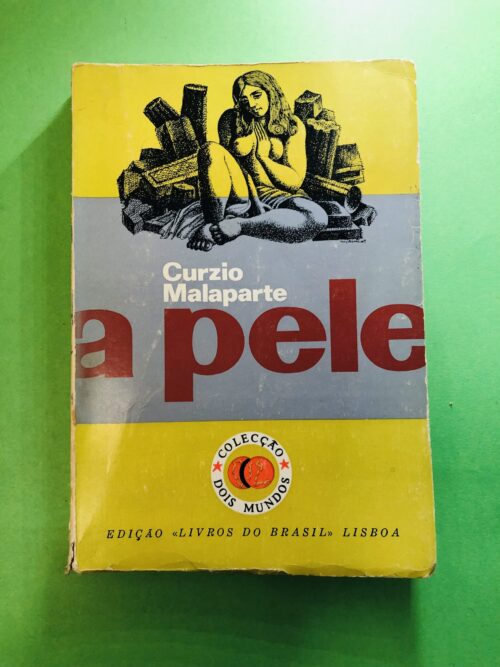 Curzio
Malaparte
a pele
COLECÇÃO
DOIS MUNDOS
EDIÇÃO «LIVROS DO BRASIL» LISBOA